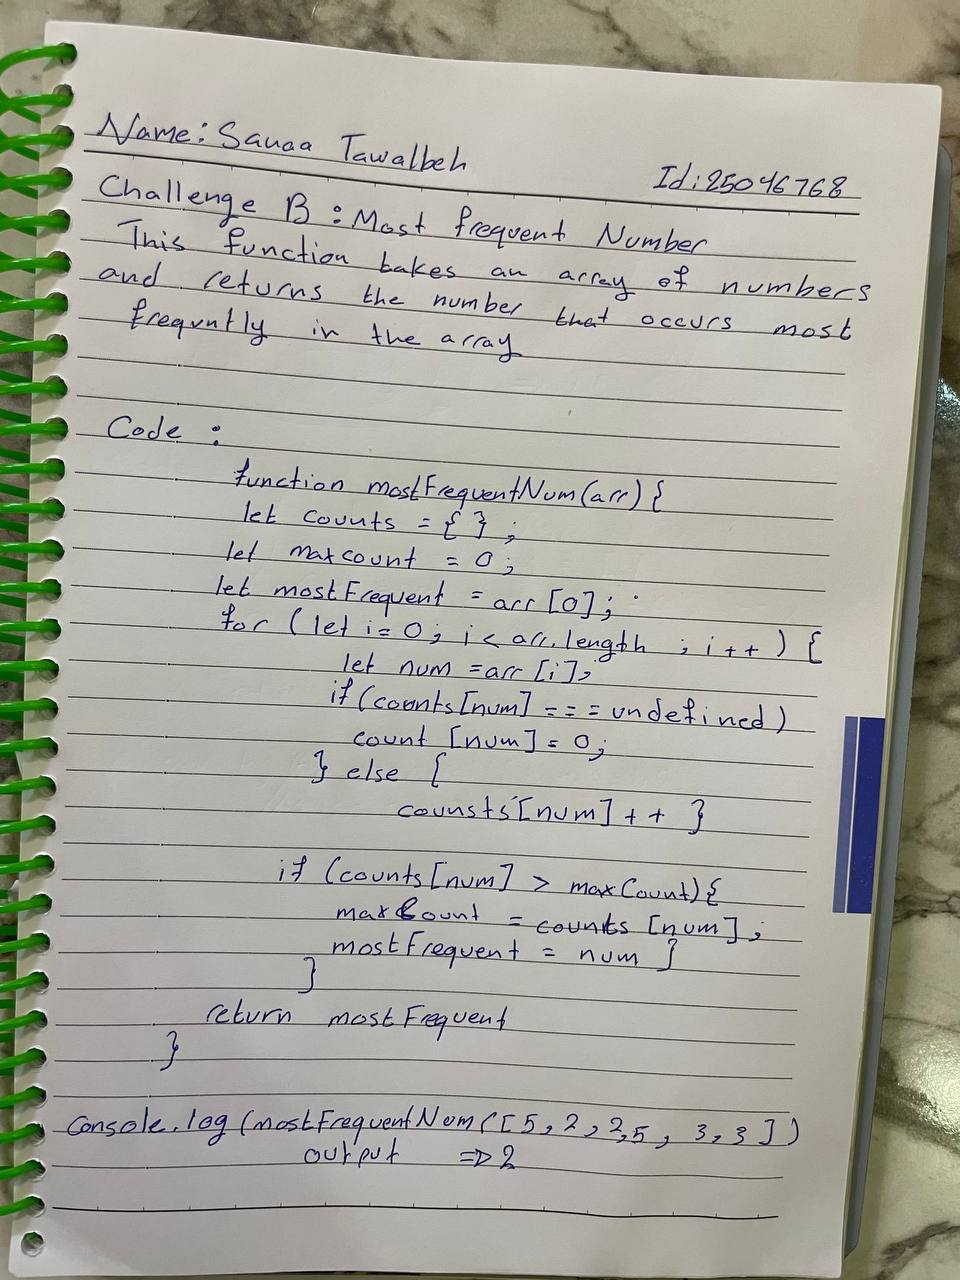 Name: Sanaa Tawalbeh Id: 25046768
Challenge B : Most frequent Number
This function takes an array of numbers
and returns the number that occurs most
frequntly in the array
Code :
function mostFrequentNum(arr) {
let counts = { } ;
let maxcount = 0 ;
let mostFrequent = arr [0] ;
for ( let i = 0 ; i < arr.length ; i + + ) {
let num = arr [i] ;
if (counts [num] = = = undefined )
count [num] = 0 ;
} else {
counsts [num] + + }
if (counts [num] > maxCount) {
maxCount = counts [num] ;
mostFrequent = num }
}
return mostFrequent
}
Console.log (mostFrequentNum ( [ 5 , 2 , 2 , 5 , 3 , 3 ] )
output => 2